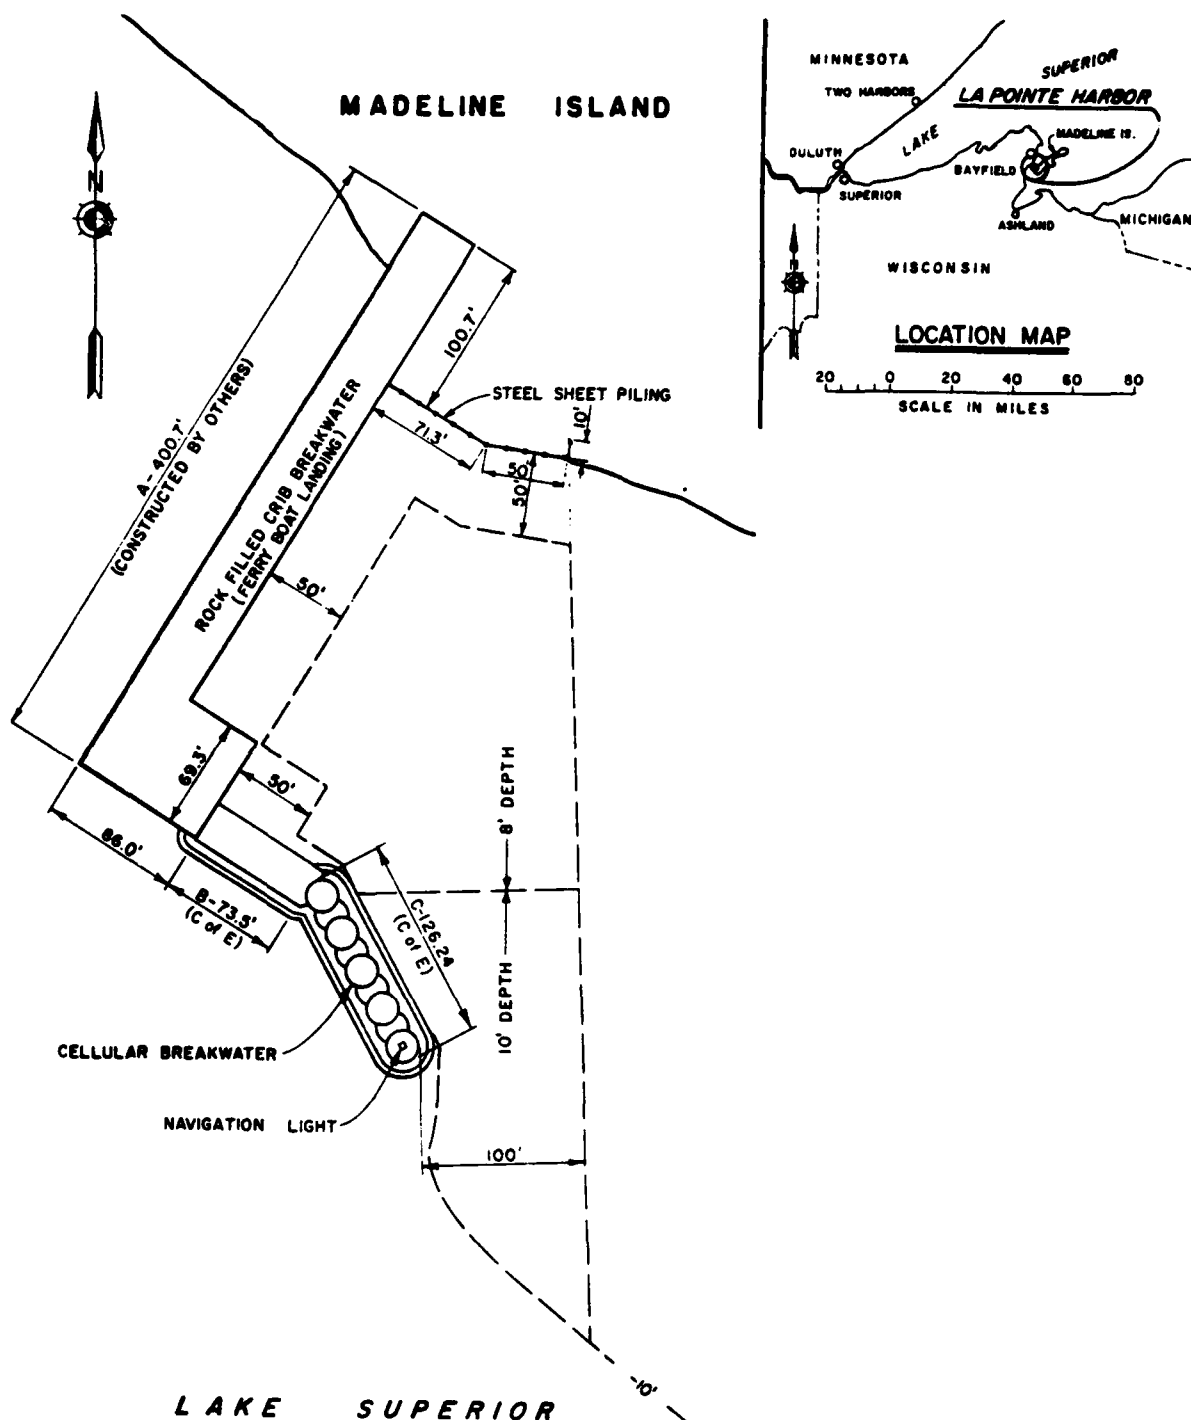 MADELINE ISLAND
N
A-400.7'
(CONSTRUCTED BY OTHERS)
ROCK FILLED CRIB BREAKWATER
(FERRY BOAT LANDING)
100.7'
STEEL SHEET PILING
71.3'
10'
50'
50'
50'
69.3'
50'
86.0'
B-73.5'
(C of E)
C-126.24
(C of E)
8' DEPTH
10' DEPTH
CELLULAR BREAKWATER
NAVIGATION LIGHT
100'
-10'
LAKE SUPERIOR
MINNESOTA
TWO HARBORS
SUPERIOR
LA POINTE HARBOR
LAKE
MADELINE IS.
DULUTH
BAYFIELD
SUPERIOR
ASHLAND
MICHIGAN
N
WISCONSIN
LOCATION MAP
20 0 20 40 60 80
SCALE IN MILES